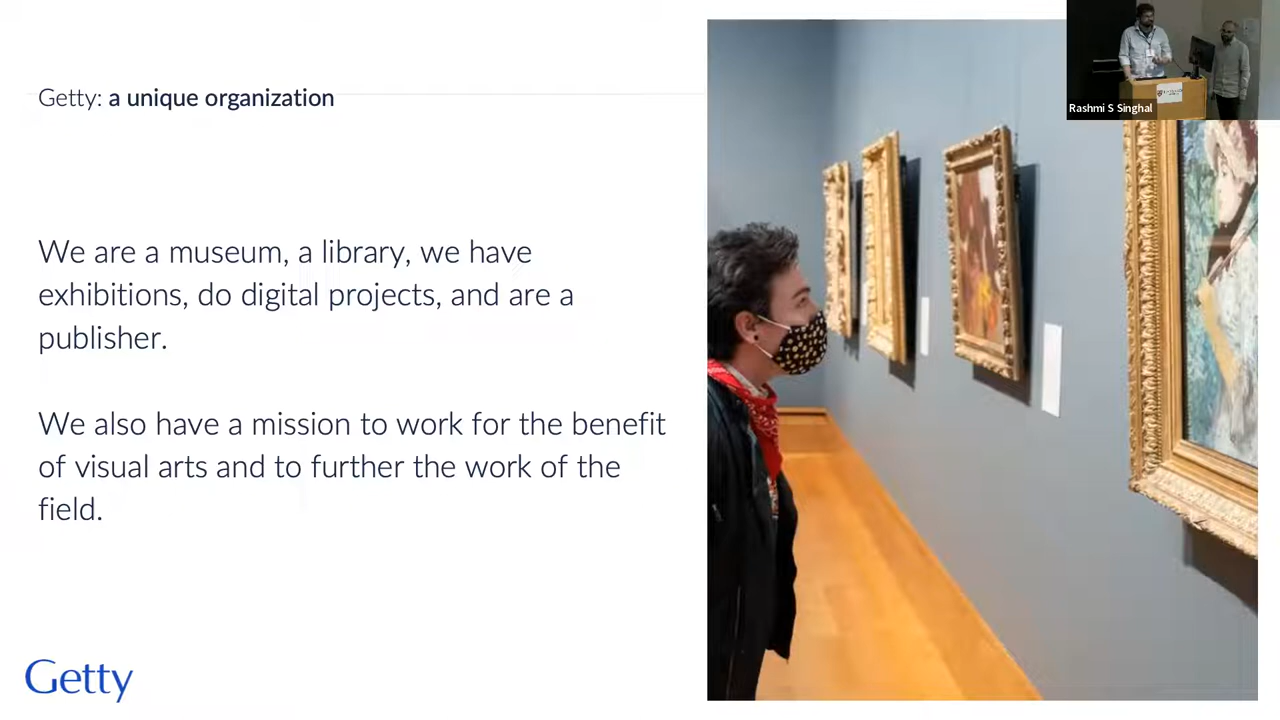 Getty: a unique organization
We are a museum, a library, we have
exhibitions, do digital projects, and are a
publisher.
We also have a mission to work for the benefit
of visual arts and to further the work of the
field.
Getty
Rashmi S Singhal